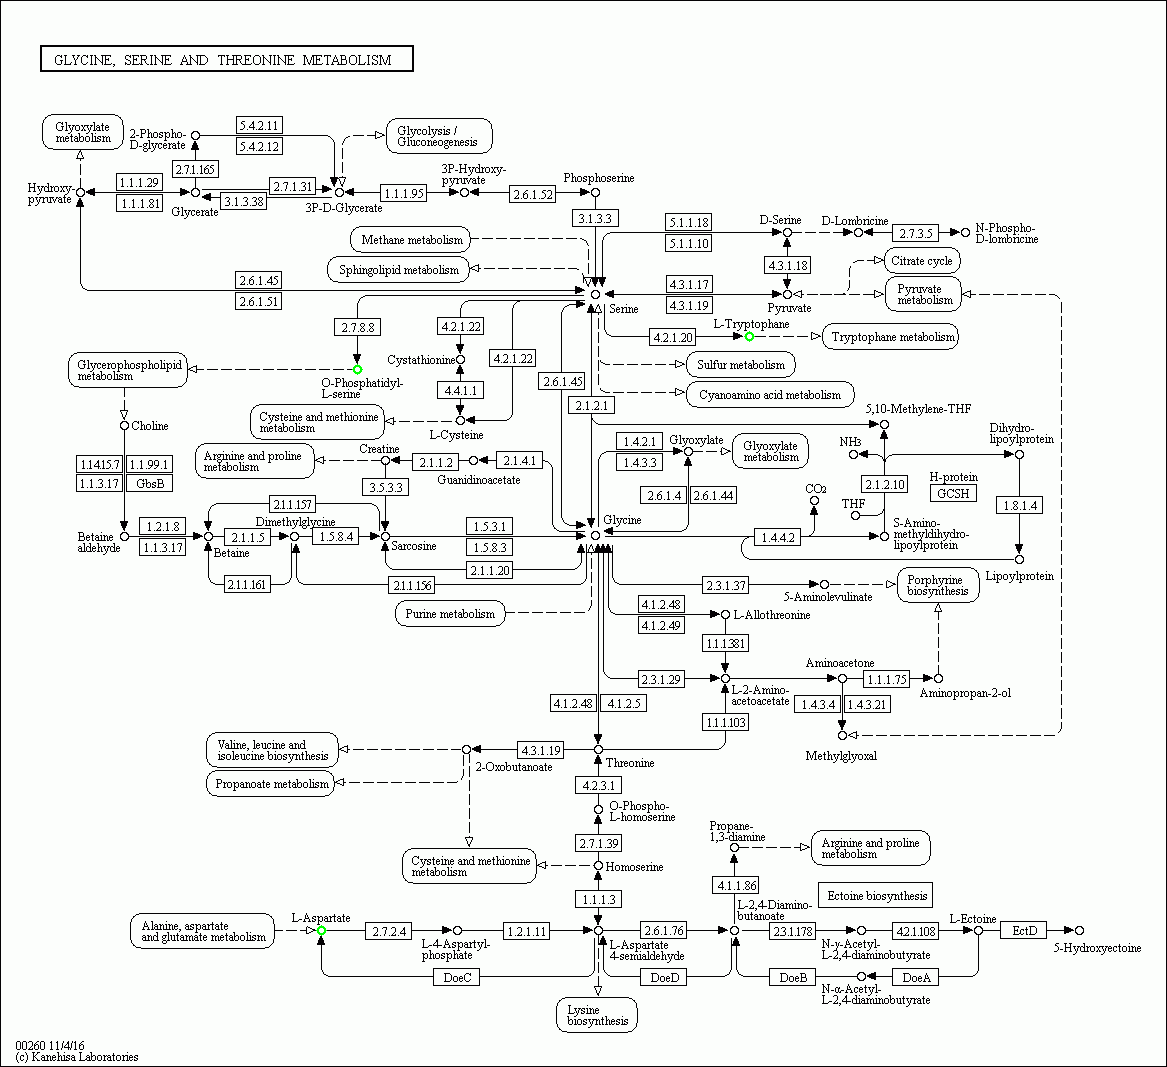 GLYCINE, SERINE AND THREONINE METABOLISM
Glyoxylate
metabolism
2-Phospho-
D-glycerate
5.4.2.11
5.4.2.12
Glycolysis /
Gluconeogenesis
2.7.1.165
3P-Hydroxy-
pyruvate
Phosphoserine
Hydroxy-
pyruvate
1.1.1.29
1.1.1.81
Glycerate
2.7.1.31
3.1.3.38
3P-D-Glycerate
1.1.1.95
2.6.1.52
3.1.3.3
Methane metabolism
Sphingolipid metabolism
5.1.1.18
5.1.1.10
D-Serine
D-Lombricine
2.7.3.5
N-Phospho-
D-lombricine
4.3.1.18
Citrate cycle
2.6.1.45
2.6.1.51
Serine
4.3.1.17
4.3.1.19
Pyruvate
Pyruvate
metabolism
2.7.8.8
4.2.1.22
4.2.1.22
4.2.1.20
L-Tryptophane
Tryptophane metabolism
Cystathionine
Glycerophospholipid
metabolism
O-Phosphatidyl-
L-serine
4.4.1.1
2.6.1.45
2.1.2.1
Sulfur metabolism
Cyanoamino acid metabolism
Choline
Cysteine and methionine
metabolism
L-Cysteine
5,10-Methylene-THF
1.14.15.7
1.1.99.1
1.1.3.17
GbsB
Arginine and proline
metabolism
Creatine
2.1.1.2
Guanidinoacetate
2.1.4.1
1.4.2.1
1.4.3.3
Glyoxylate
Glyoxylate
metabolism
NH3
Dihydro-
lipoylprotein
3.5.3.3
2.6.1.4
2.6.1.44
CO2
THF
2.1.2.10
H-protein
GCSH
1.8.1.4
Betaine
aldehyde
1.2.1.8
1.1.3.17
2.1.1.157
Dimethylglycine
2.1.1.5
Betaine
1.5.8.4
Sarcosine
1.5.3.1
1.5.8.3
Glycine
1.4.4.2
S-Amino-
methyldihydro-
lipoylprotein
Lipoylprotein
2.1.1.161
2.1.1.156
2.1.1.20
Purine metabolism
2.3.1.37
5-Aminolevulinate
Porphyrine
biosynthesis
4.1.2.48
4.1.2.49
L-Allothreonine
1.1.1.381
2.3.1.29
L-2-Amino-
acetoacetate
Aminoacetone
1.1.1.75
Aminopropan-2-ol
1.4.3.4
1.4.3.21
4.1.2.48
4.1.2.5
1.1.1.103
Methylglyoxal
Valine, leucine and
isoleucine biosynthesis
2-Oxobutanoate
4.3.1.19
Threonine
Propanoate metabolism
4.2.3.1
O-Phospho-
L-homoserine
2.7.1.39
Cysteine and methionine
metabolism
Homoserine
Propane-
1,3-diamine
Arginine and proline
metabolism
4.1.1.86
Ectoine biosynthesis
1.1.1.3
Alanine, aspartate
and glutamate metabolism
L-Aspartate
2.7.2.4
L-4-Aspartyl-
phosphate
1.2.1.11
L-Aspartate
4-semialdehyde
2.6.1.76
L-2,4-Diamino-
butanoate
2.3.1.178
N-γ-Acetyl-
L-2,4-diaminobutyrate
4.2.1.108
L-Ectoine
EctD
5-Hydroxyectoine
DoeC
DoeD
DoeB
N-α-Acetyl-
L-2,4-diaminobutyrate
DoeA
Lysine
biosynthesis
00260 11/4/16
(c) Kanehisa Laboratories